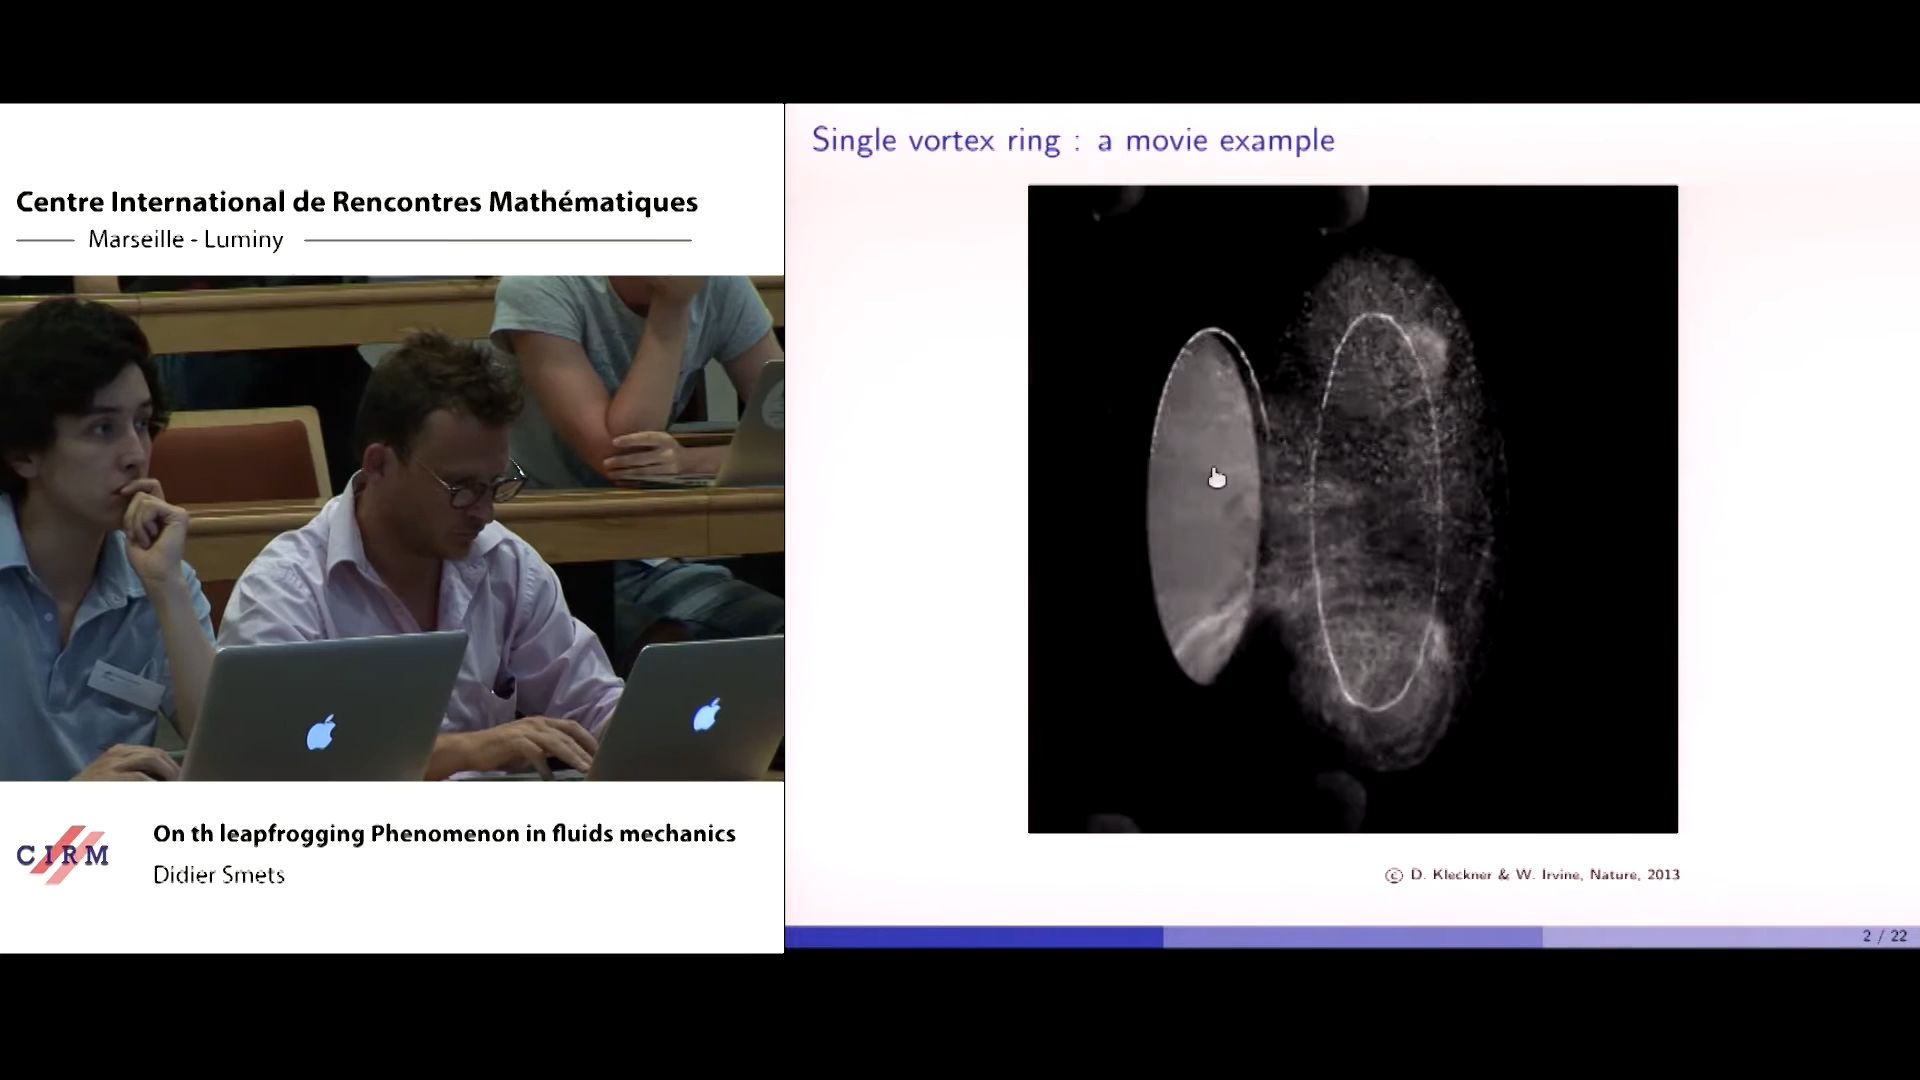 Centre International de Rencontres Mathématiques
Marseille - Luminy
CIRM
On th leapfrogging Phenomenon in fluids mechanics
Didier Smets
Single vortex ring : a movie example
© D. Kleckner & W. Irvine, Nature, 2013
2 / 22